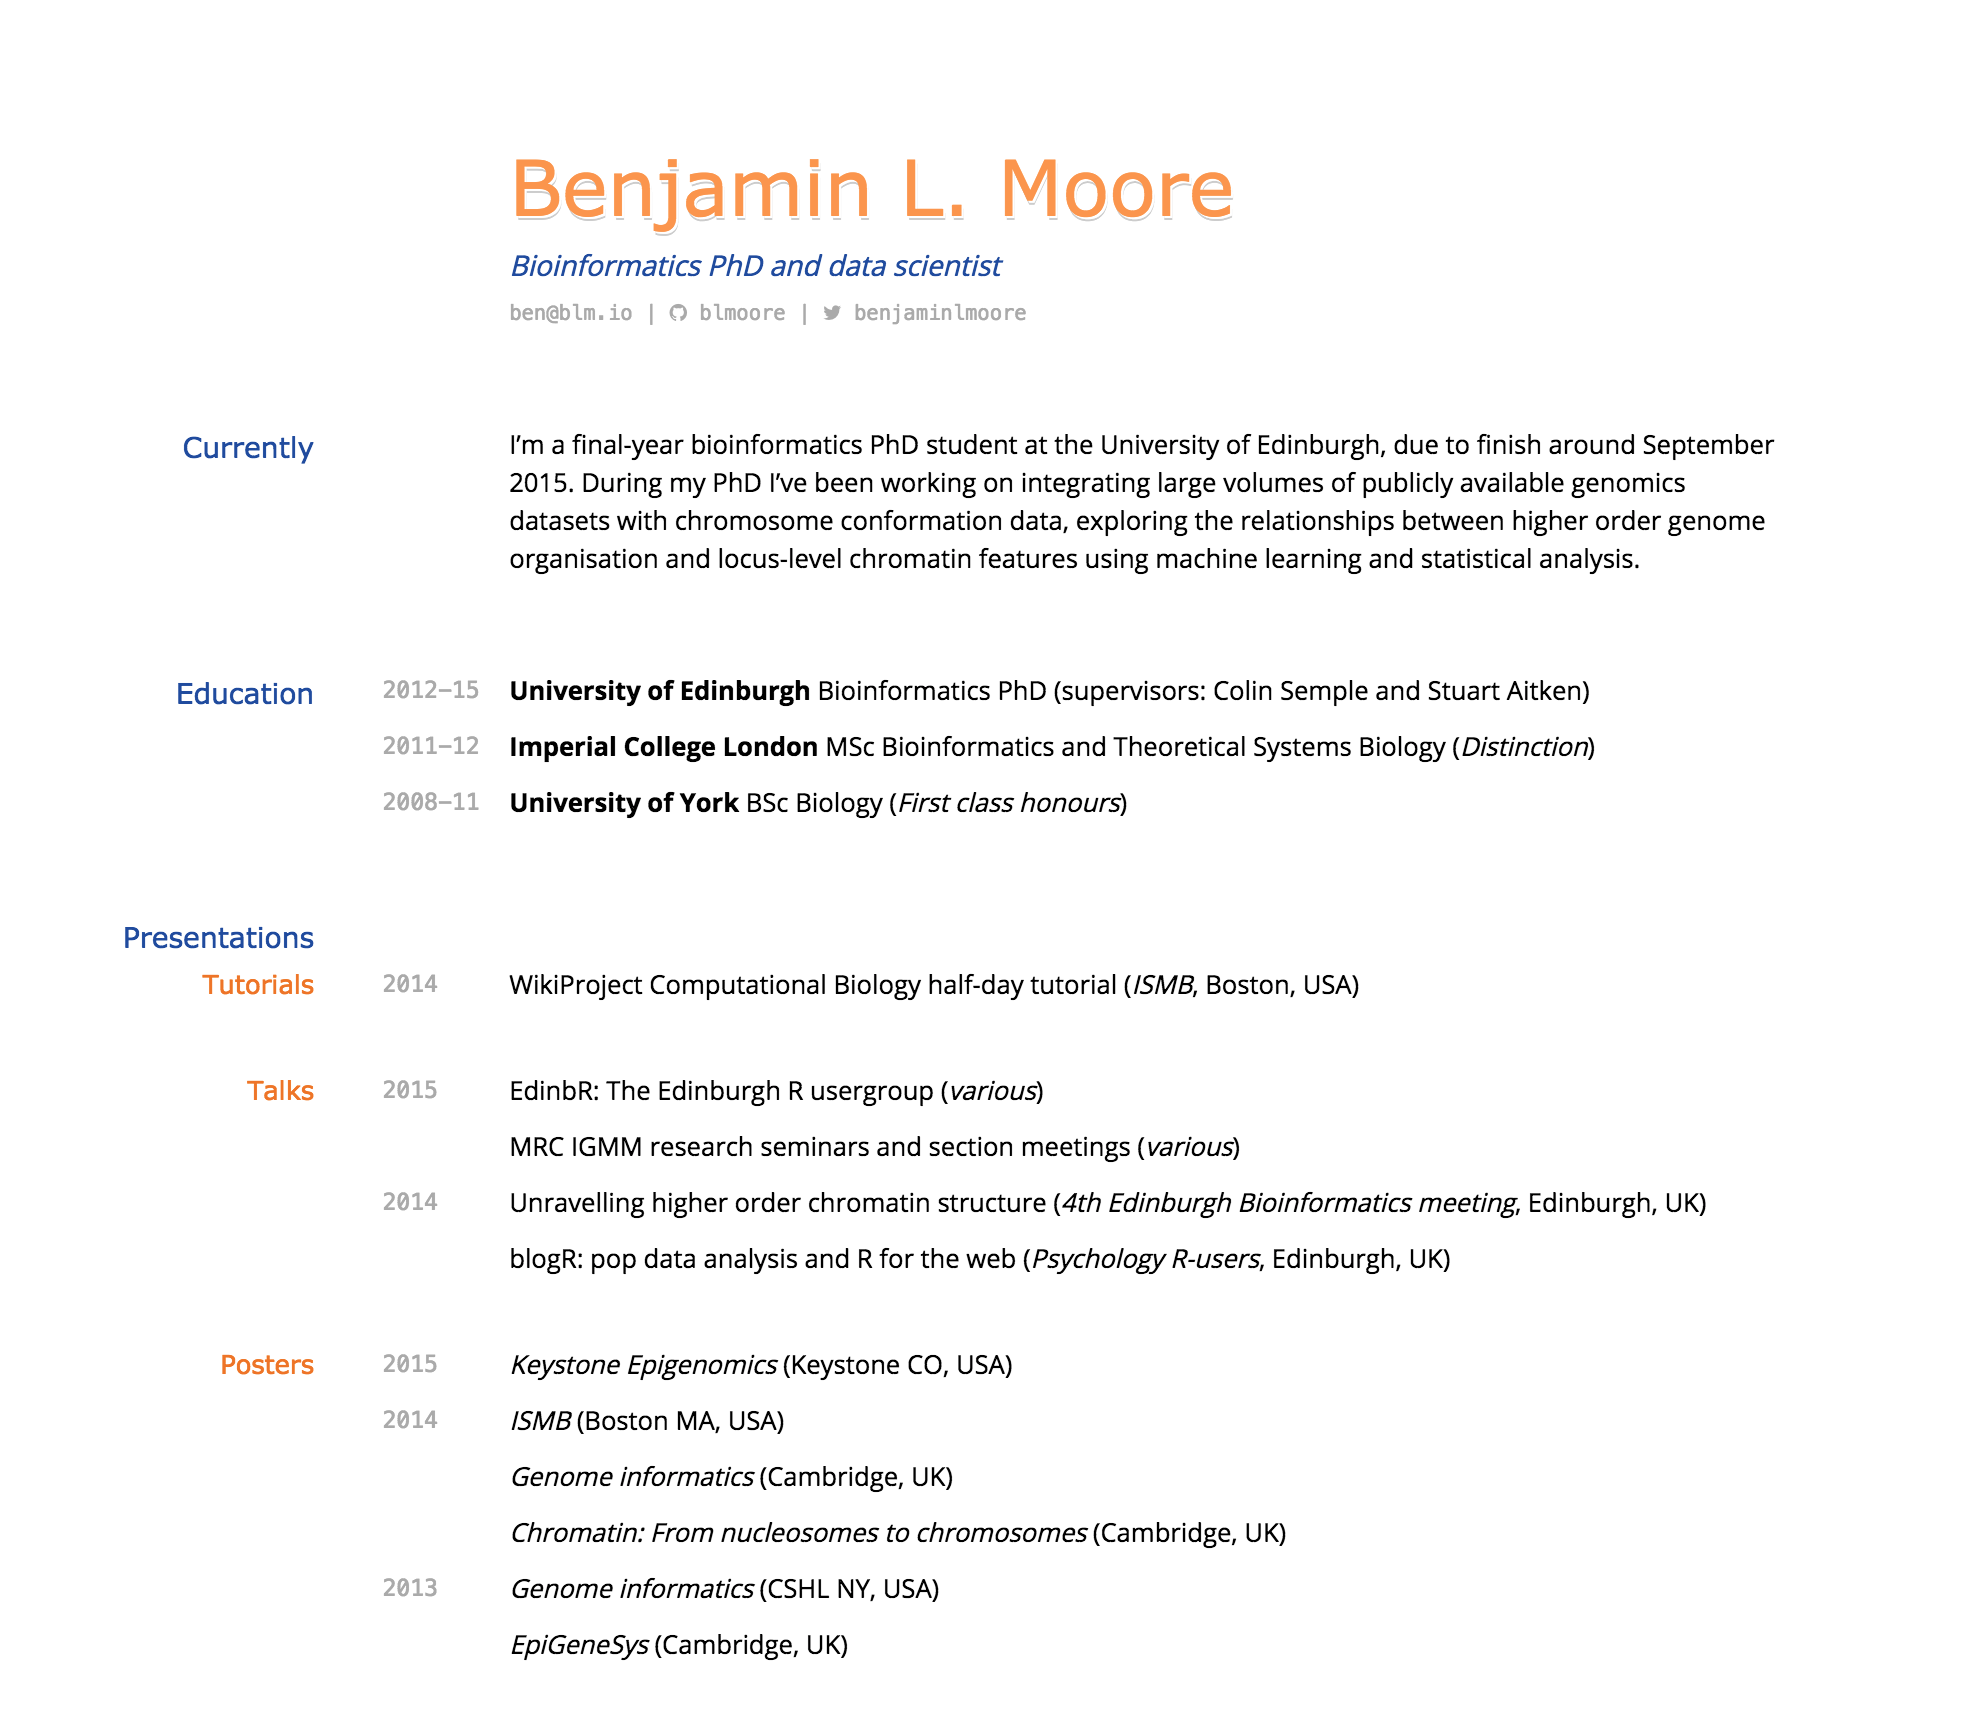 Benjamin L. Moore
Bioinformatics PhD and data scientist
ben@blm.io | blmoore | benjaminlmoore
Currently
I’m a final-year bioinformatics PhD student at the University of Edinburgh, due to finish around September
2015. During my PhD I’ve been working on integrating large volumes of publicly available genomics
datasets with chromosome conformation data, exploring the relationships between higher order genome
organisation and locus-level chromatin features using machine learning and statistical analysis.
Education
2012–15 University of Edinburgh Bioinformatics PhD (supervisors: Colin Semple and Stuart Aitken)
2011–12 Imperial College London MSc Bioinformatics and Theoretical Systems Biology (Distinction)
2008–11 University of York BSc Biology (First class honours)
Presentations
Tutorials 2014 WikiProject Computational Biology half-day tutorial (ISMB, Boston, USA)
Talks 2015 EdinbR: The Edinburgh R usergroup (various)
MRC IGMM research seminars and section meetings (various)
2014 Unravelling higher order chromatin structure (4th Edinburgh Bioinformatics meeting, Edinburgh, UK)
blogR: pop data analysis and R for the web (Psychology R-users, Edinburgh, UK)
Posters 2015 Keystone Epigenomics (Keystone CO, USA)
2014 ISMB (Boston MA, USA)
Genome informatics (Cambridge, UK)
Chromatin: From nucleosomes to chromosomes (Cambridge, UK)
2013 Genome informatics (CSHL NY, USA)
EpiGeneSys (Cambridge, UK)